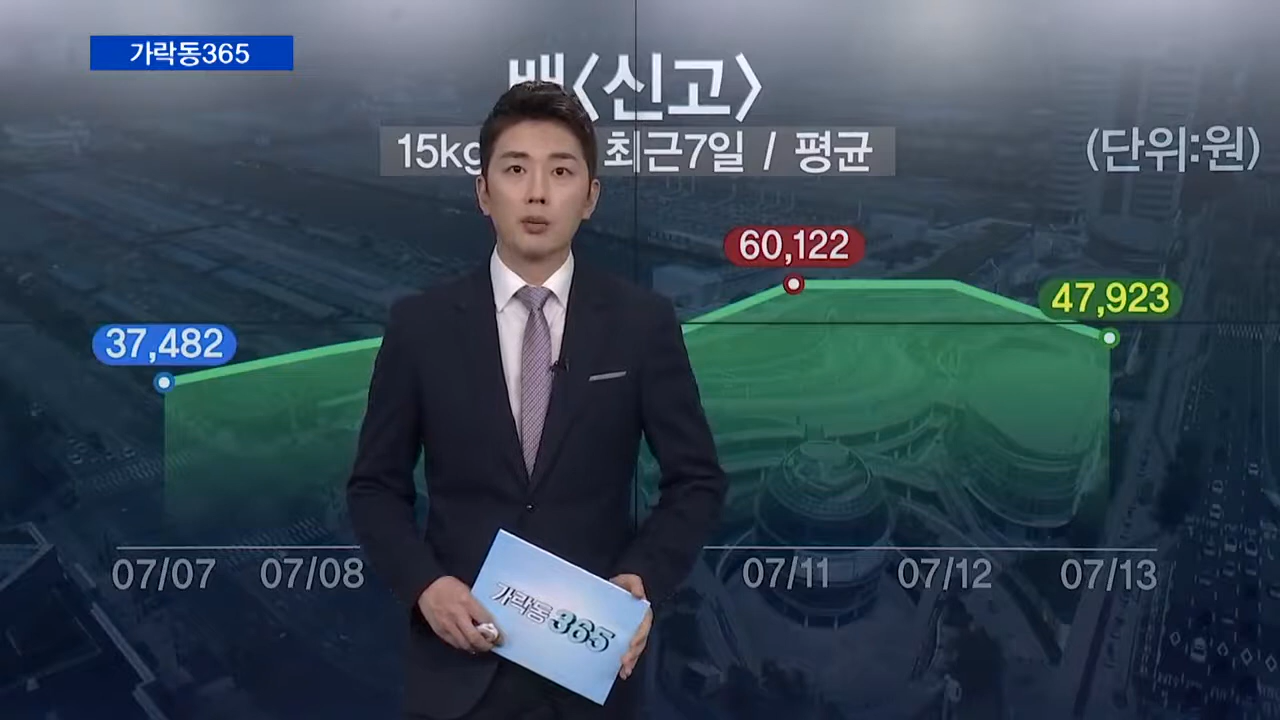 가락동365
배〈신고〉
15kg 최근7일 / 평균
(단위:원)
60,122
47,923
37,482
07/07 07/08 07/11 07/12 07/13
가락동365